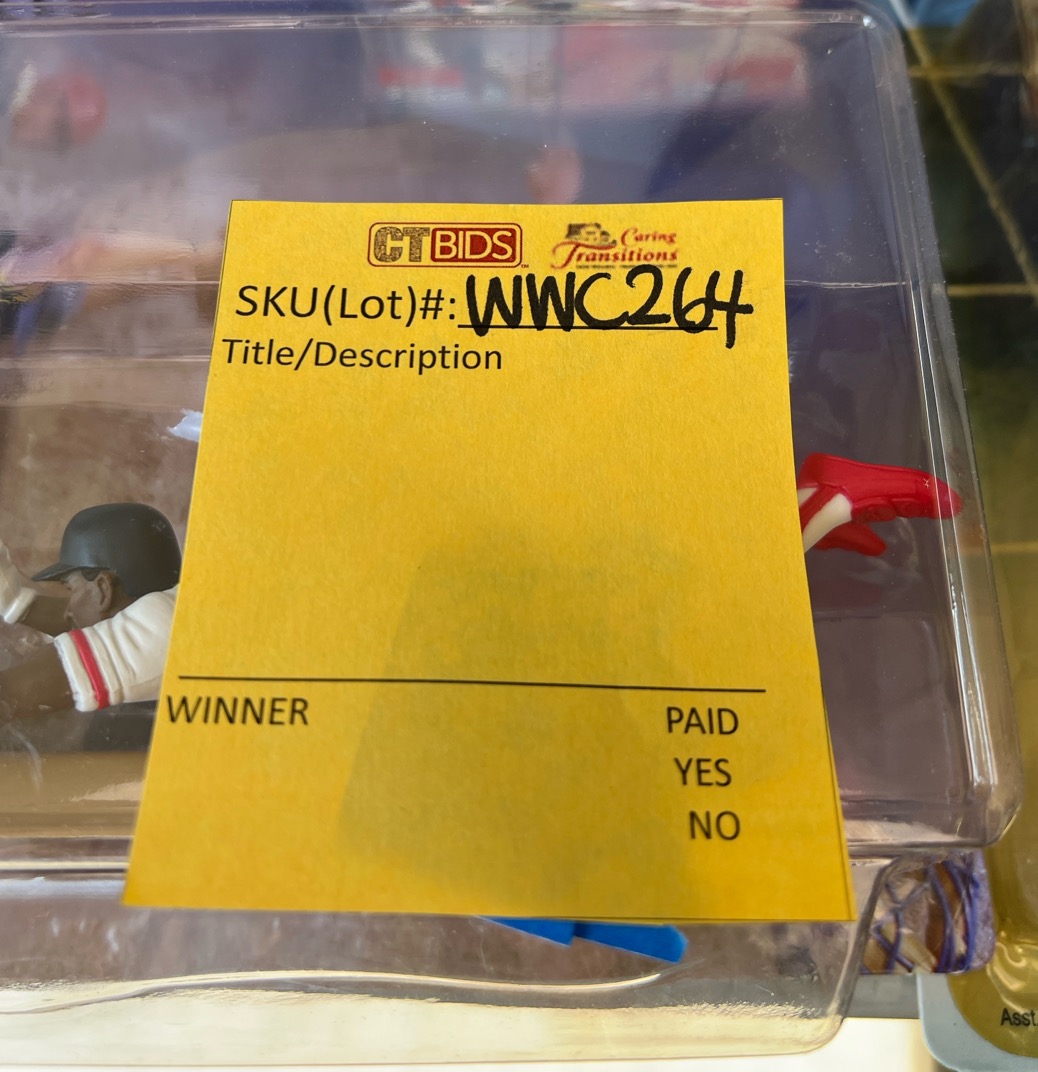 CTBIDS
Caring
Transitions
SKU(Lot)#: WWC264
Title/Description
WINNER
PAID
YES
NO
Asst.